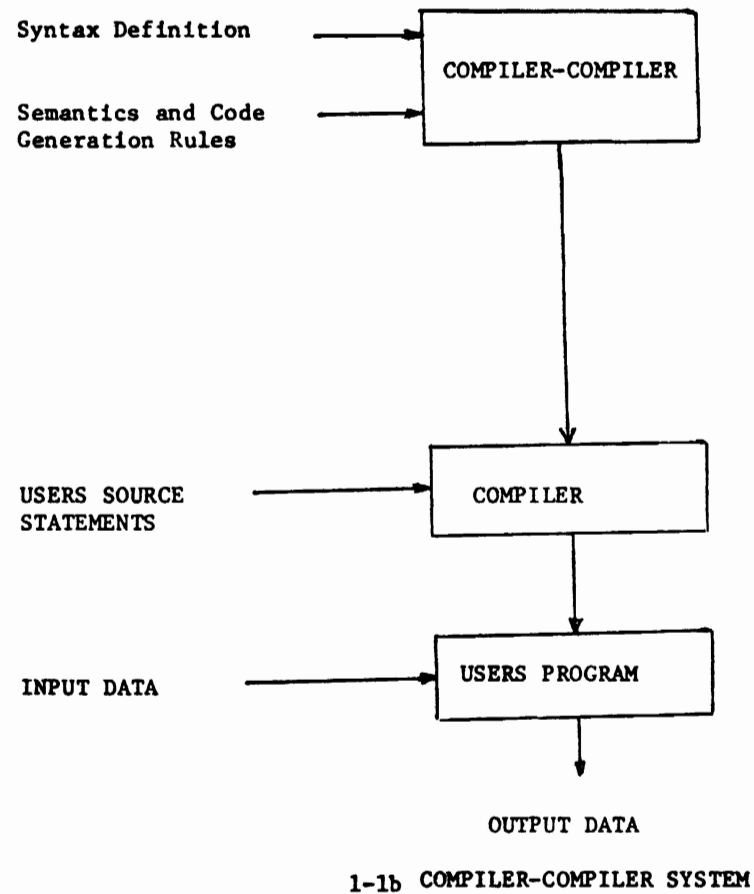 Syntax Definition
COMPILER-COMPILER
Semantics and Code
Generation Rules
USERS SOURCE
STATEMENTS
COMPILER
INPUT DATA
USERS PROGRAM
OUTPUT DATA
1-1b COMPILER-COMPILER SYSTEM